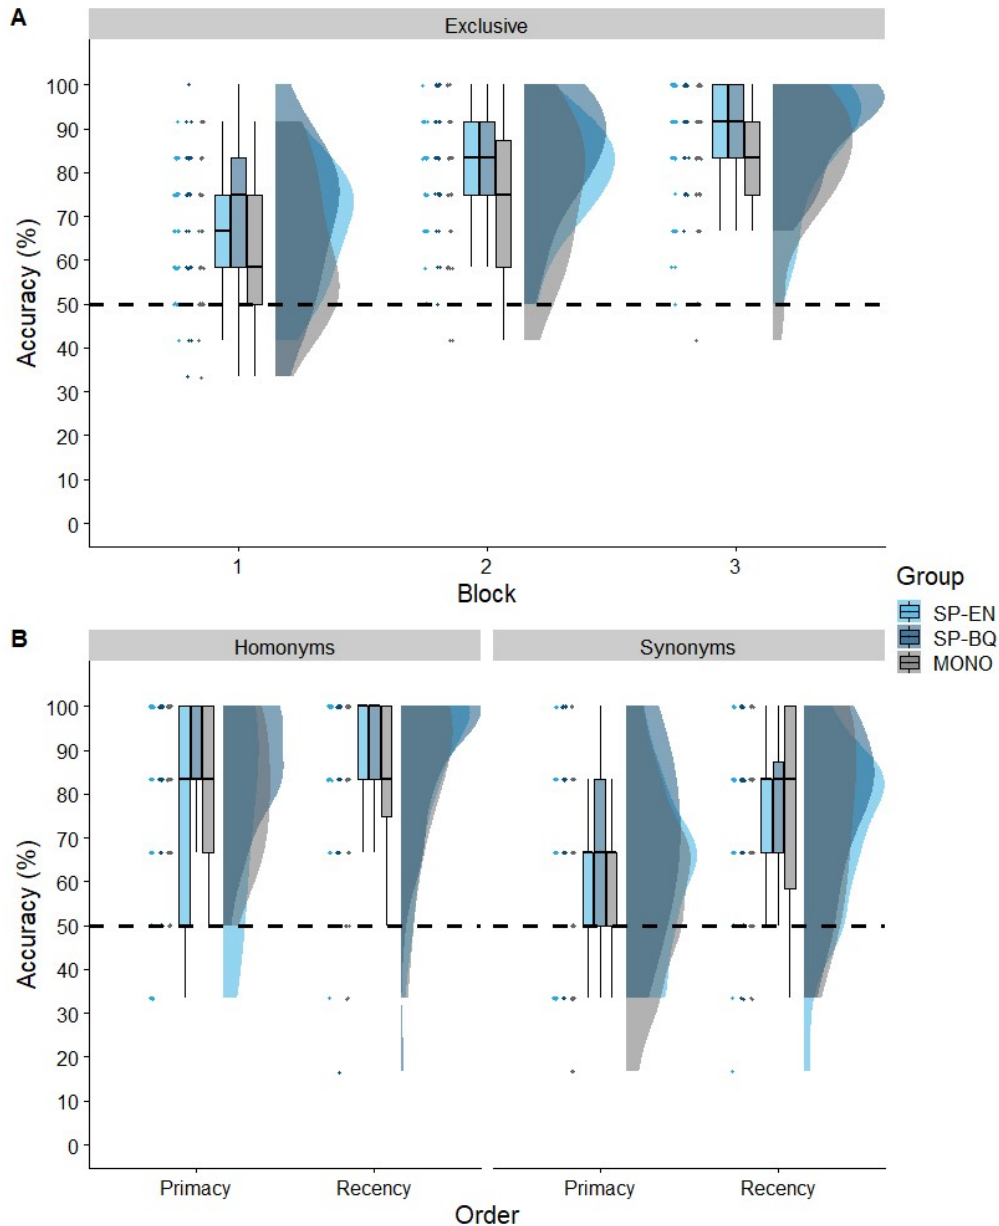 A
Exclusive
Accuracy (%)
100
90
80
70
60
50
40
30
20
10
0
1 2 3
Block
Group
SP-EN
SP-BQ
MONO
B
Homonyms Synonyms
Accuracy (%)
100
90
80
70
60
50
40
30
20
10
0
Primacy Recency Primacy Recency
Order